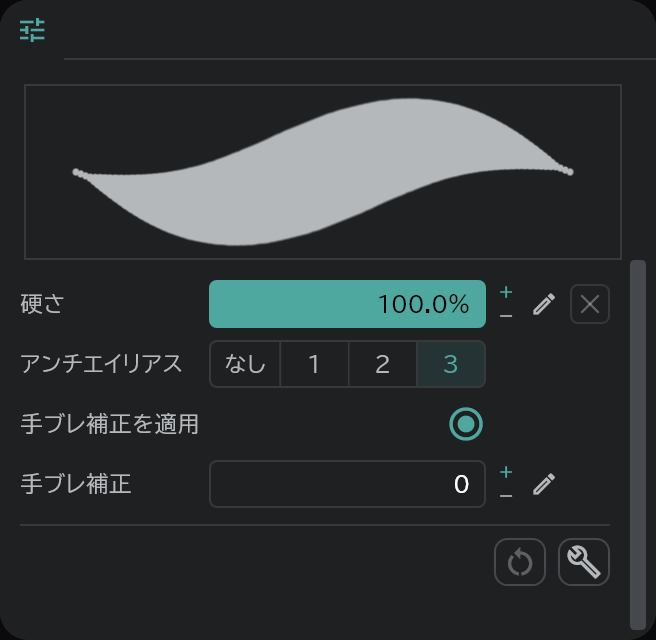 硬さ 100.0% + −
アンチエイリアス なし 1 2 3
手ブレ補正を適用
手ブレ補正 0 + −